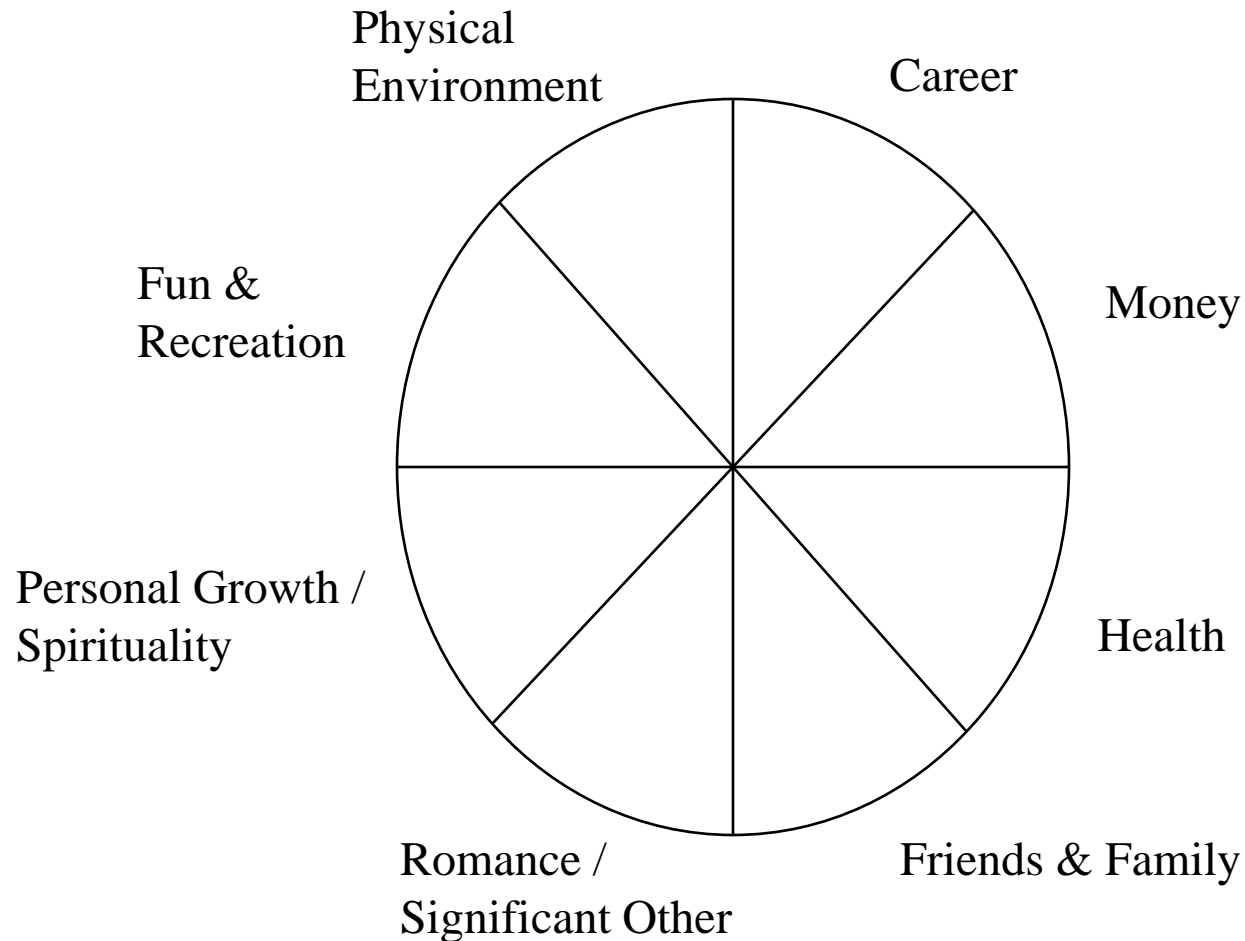 Physical
Environment
Career
Fun &
Recreation
Money
Personal Growth /
Spirituality
Health
Romance /
Significant Other
Friends & Family